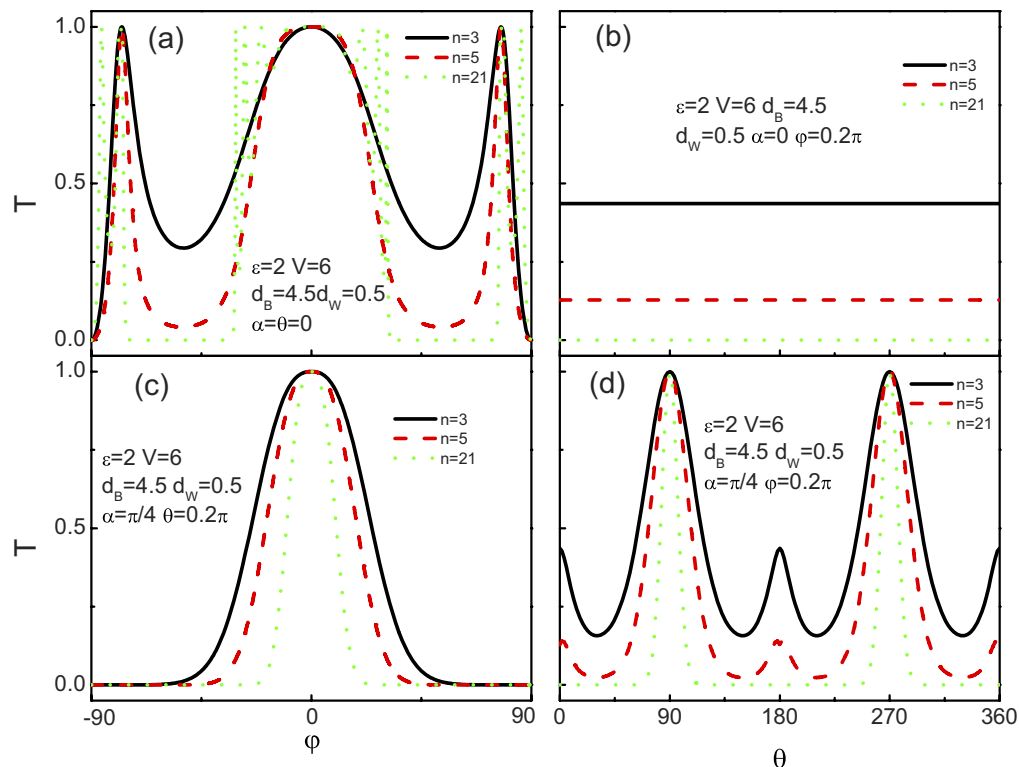 (a)
n=3
n=5
n=21
ε=2 V=6
d_B=4.5d_W=0.5
α=θ=0
1.0
0.5
0.0
T
(b)
n=3
n=5
n=21
ε=2 V=6 d_B=4.5
d_W=0.5 α=0 φ=0.2π
(c)
n=3
n=5
n=21
ε=2 V=6
d_B=4.5 d_W=0.5
α=π/4 θ=0.2π
1.0
0.5
0.0
T
-90
0
90
φ
(d)
n=3
n=5
n=21
ε=2 V=6
d_B=4.5 d_W=0.5
α=π/4 φ=0.2π
0
90
180
270
360
θ